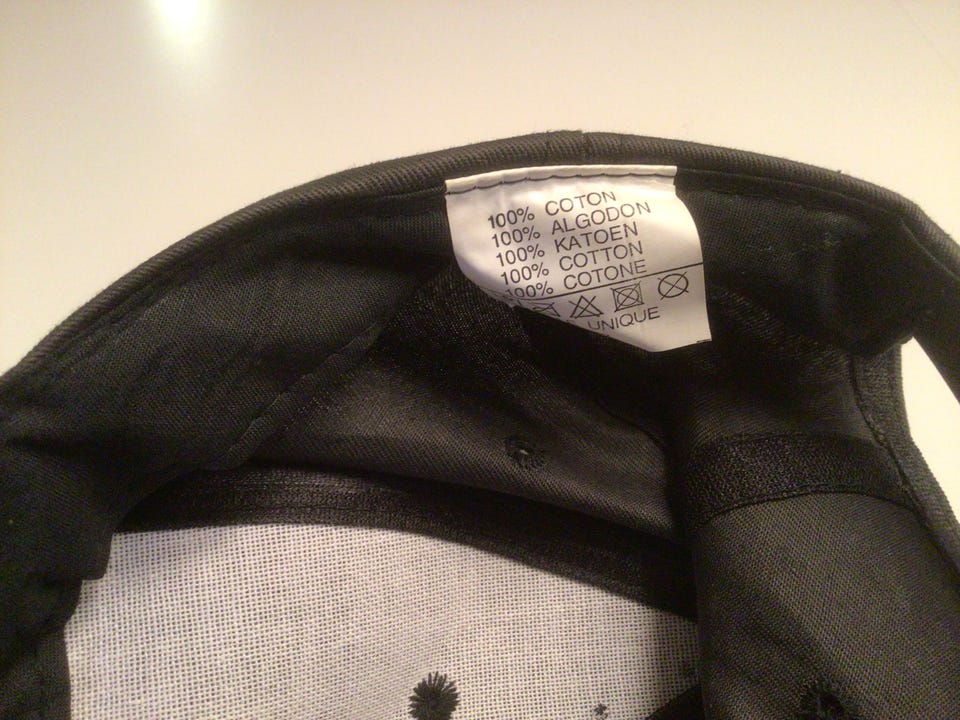 100% COTON
100% ALGODON
100% KATOEN
100% COTTON
100% COTONE
UNIQUE